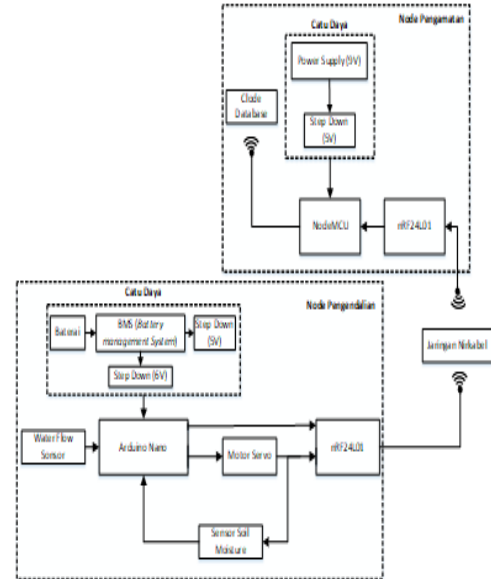 Node Pengamatan
Catu Daya
Power Supply (9V)
Clode
Database
Step Down
(5V)
NodeMCU
nRF24L01
Catu Daya
Node Pengendalian
Baterai
BMS (Battery
management System)
Step Down
(5V)
Step Down (6V)
Jaringan Nirkabel
Water Flow
Sensor
Arduino Nano
Motor Servo
nRF24L01
Sensor Soil
Moisture